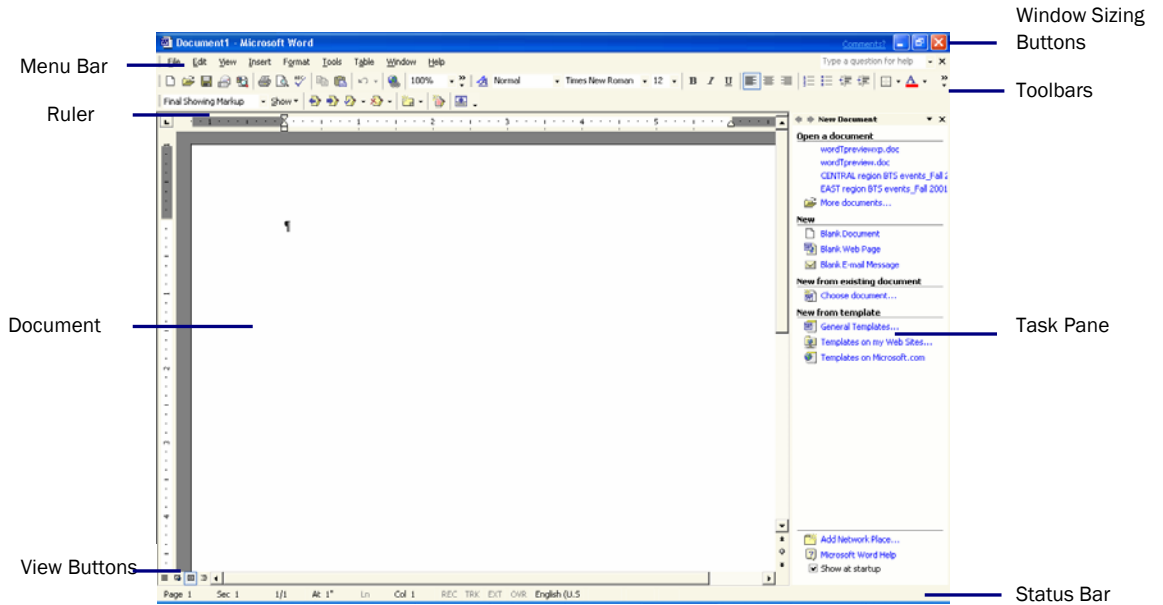 Window Sizing
Buttons
Document1 - Microsoft Word
Comments!
Menu Bar
File Edit View Insert Format Tools Table Window Help
Type a question for help
100% Normal Times New Roman 12 B I U A
Toolbars
Final Showing Markup Show
Ruler
1 1 2 3 4 5
New Document
Open a document
wordTpreviewxp.doc
wordTpreview.doc
CENTRAL region BTS events_Fall 2
EAST region BTS events_Fall 2001
More documents...
New
¶
Blank Document
Blank Web Page
Blank E-mail Message
New from existing document
Choose document...
New from template
Document
General Templates...
Task Pane
Templates on my Web Sites...
Templates on Microsoft.com
Add Network Place...
Microsoft Word Help
Show at startup
View Buttons
Page 1 Sec 1 1/1 At 1" Ln Col 1 REC TRK EXT OVR English (U.S
Status Bar